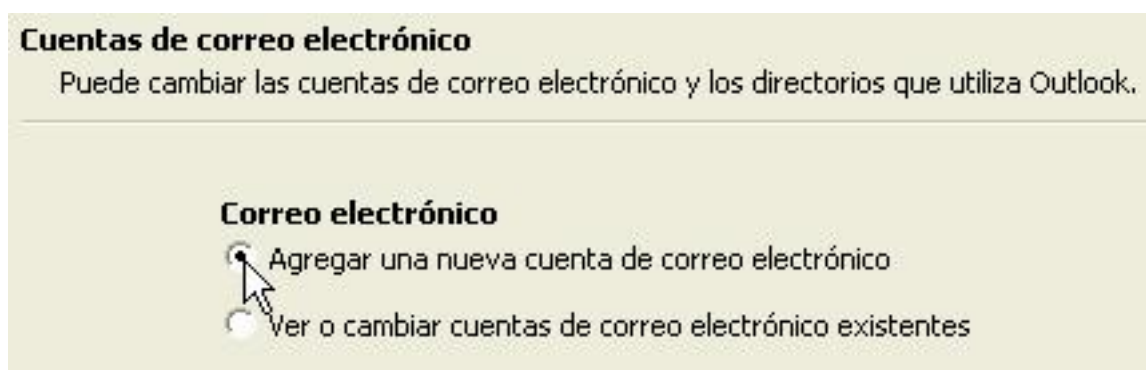 Cuentas de correo electrónico
Puede cambiar las cuentas de correo electrónico y los directorios que utiliza Outlook.
Correo electrónico
Agregar una nueva cuenta de correo electrónico
Ver o cambiar cuentas de correo electrónico existentes